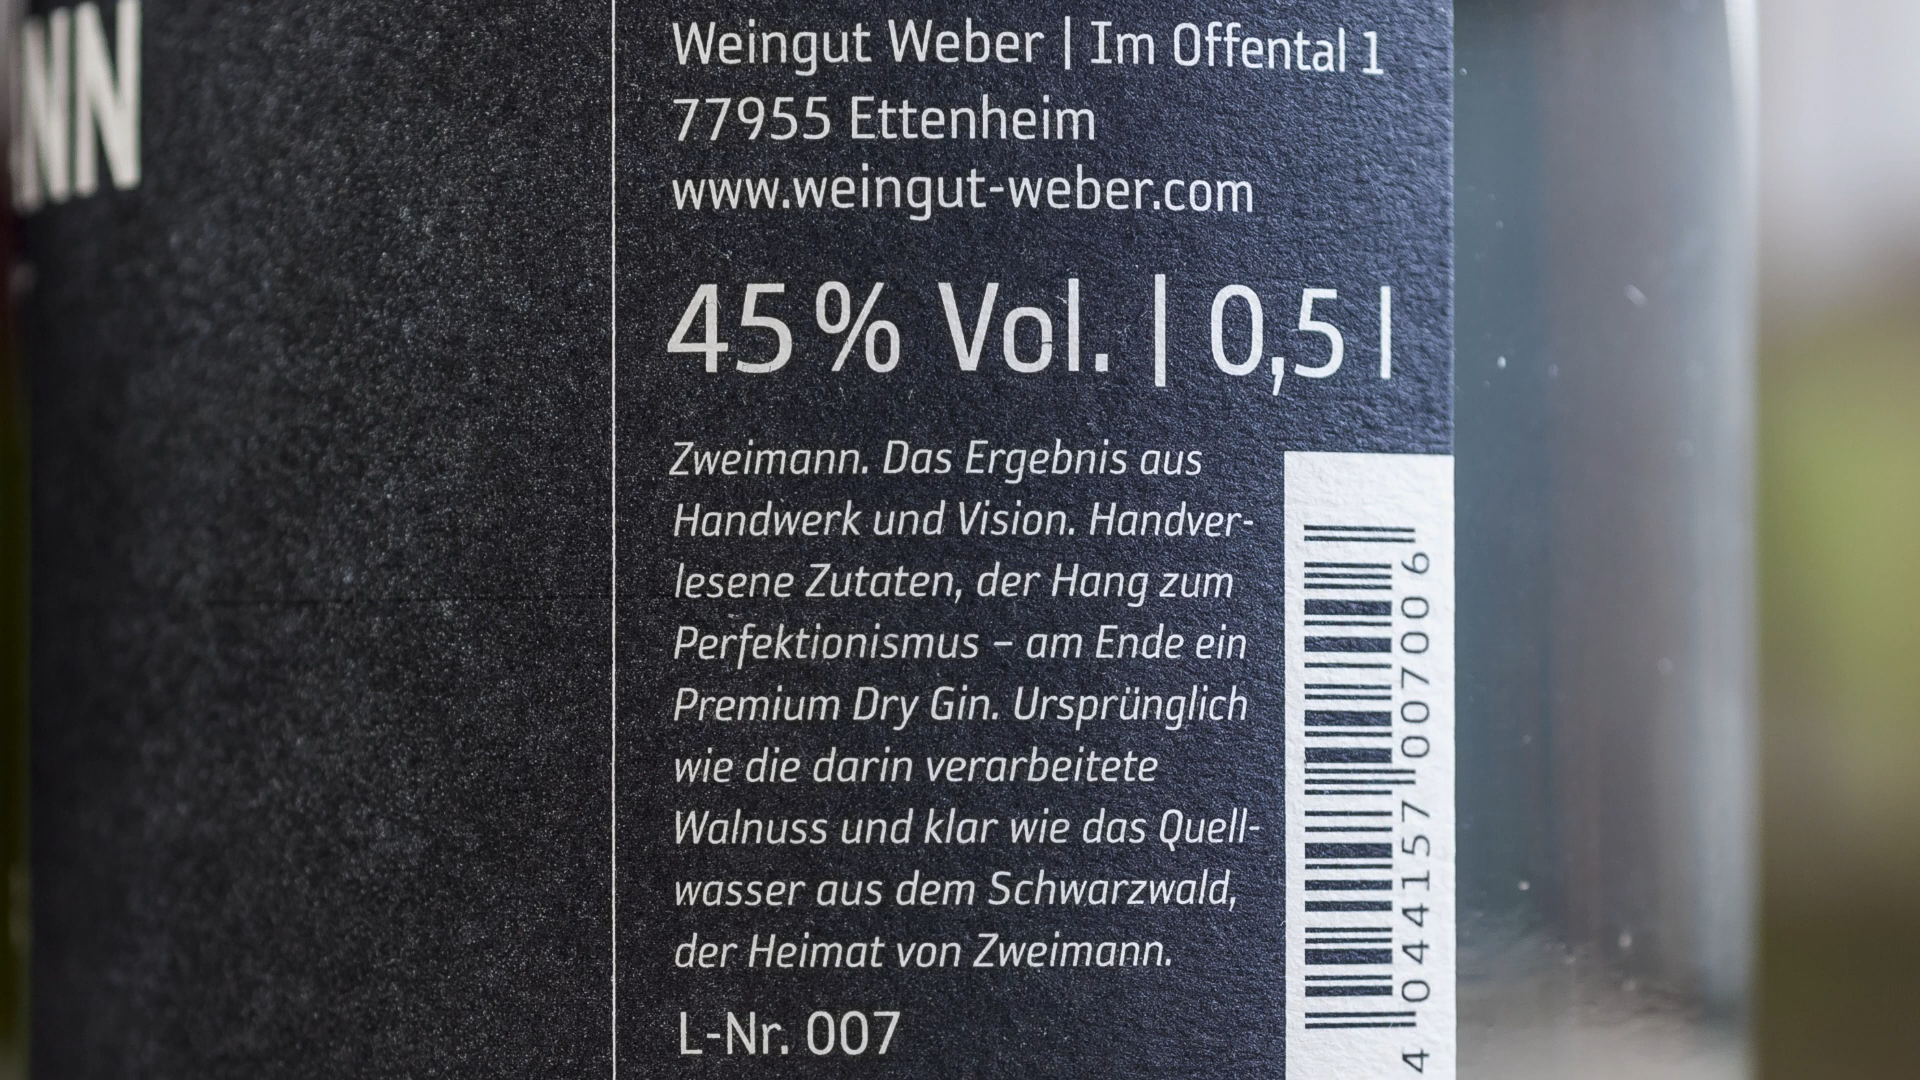 NN
Weingut Weber | Im Offental 1
77955 Ettenheim
www.weingut-weber.com
45 % Vol. | 0,5 l
Zweimann. Das Ergebnis aus
Handwerk und Vision. Handver-
lesene Zutaten, der Hang zum
Perfektionismus – am Ende ein
Premium Dry Gin. Ursprünglich
wie die darin verarbeitete
Walnuss und klar wie das Quell-
wasser aus dem Schwarzwald,
der Heimat von Zweimann.
L-Nr. 007
4 044157 007006